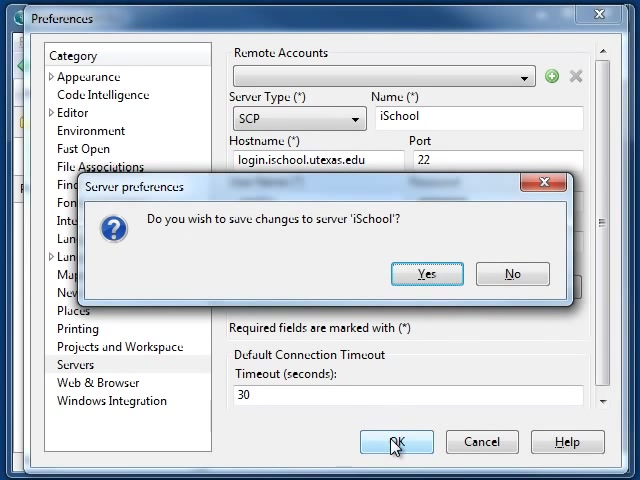 Preferences
Category
Appearance
Code Intelligence
Editor
Environment
Fast Open
File Associations
Places
Printing
Projects and Workspace
Servers
Web & Browser
Windows Integration
Remote Accounts
Server Type (*)
Name (*)
SCP
iSchool
Hostname (*)
Port
login.ischool.utexas.edu
22
Server preferences
Do you wish to save changes to server 'iSchool'?
Yes
No
Required fields are marked with (*)
Default Connection Timeout
Timeout (seconds):
30
OK
Cancel
Help